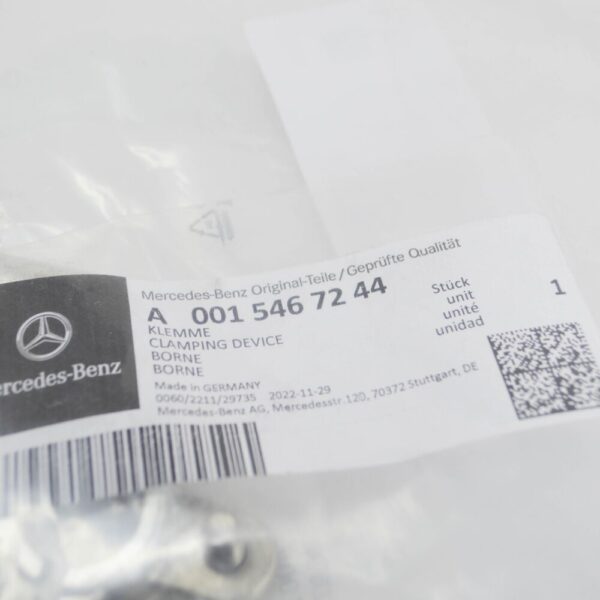 Mercedes-Benz Original-Teile/Geprüfte Qualität
A 001 546 72 44
KLEMME
CLAMPING DEVICE
BORNE
BORNE
Stück
unit
unité
unidad
1
Made in GERMANY
0060/2211/29735 2022-11-29
Mercedes-Benz AG, Mercedesstr.120, 70372 Stuttgart, DE
ercedes-Benz